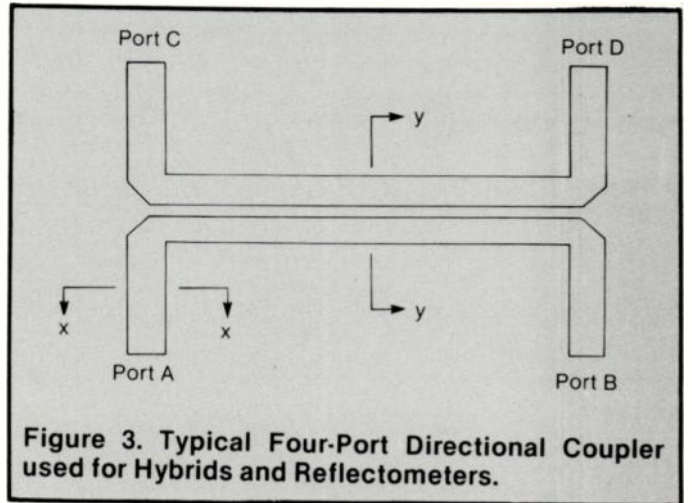 Port C
Port D
y
y
x
x
Port A
Port B
Figure 3. Typical Four-Port Directional Coupler
used for Hybrids and Reflectometers.